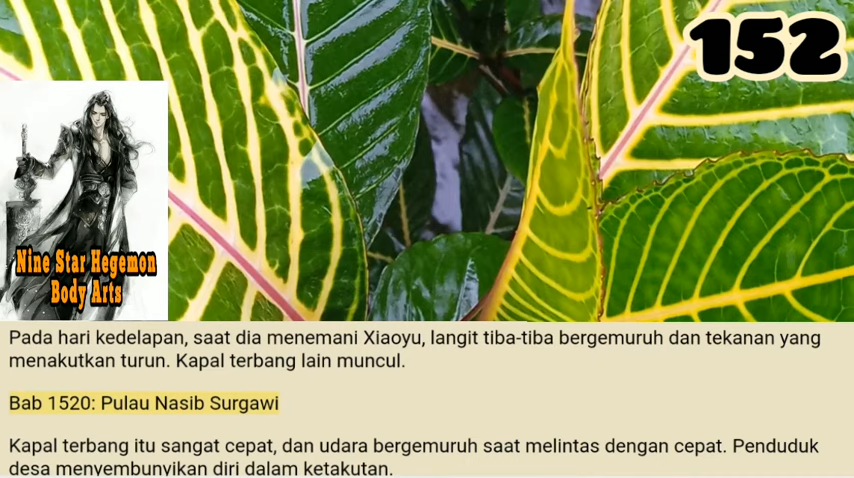 152
Nine Star Hegemon
Body Arts
Pada hari kedelapan, saat dia menemani Xiaoyu, langit tiba-tiba bergemuruh dan tekanan yang
menakutkan turun. Kapal terbang lain muncul.
Bab 1520: Pulau Nasib Surgawi
Kapal terbang itu sangat cepat, dan udara bergemuruh saat melintas dengan cepat. Penduduk
desa menyembunyikan diri dalam ketakutan.